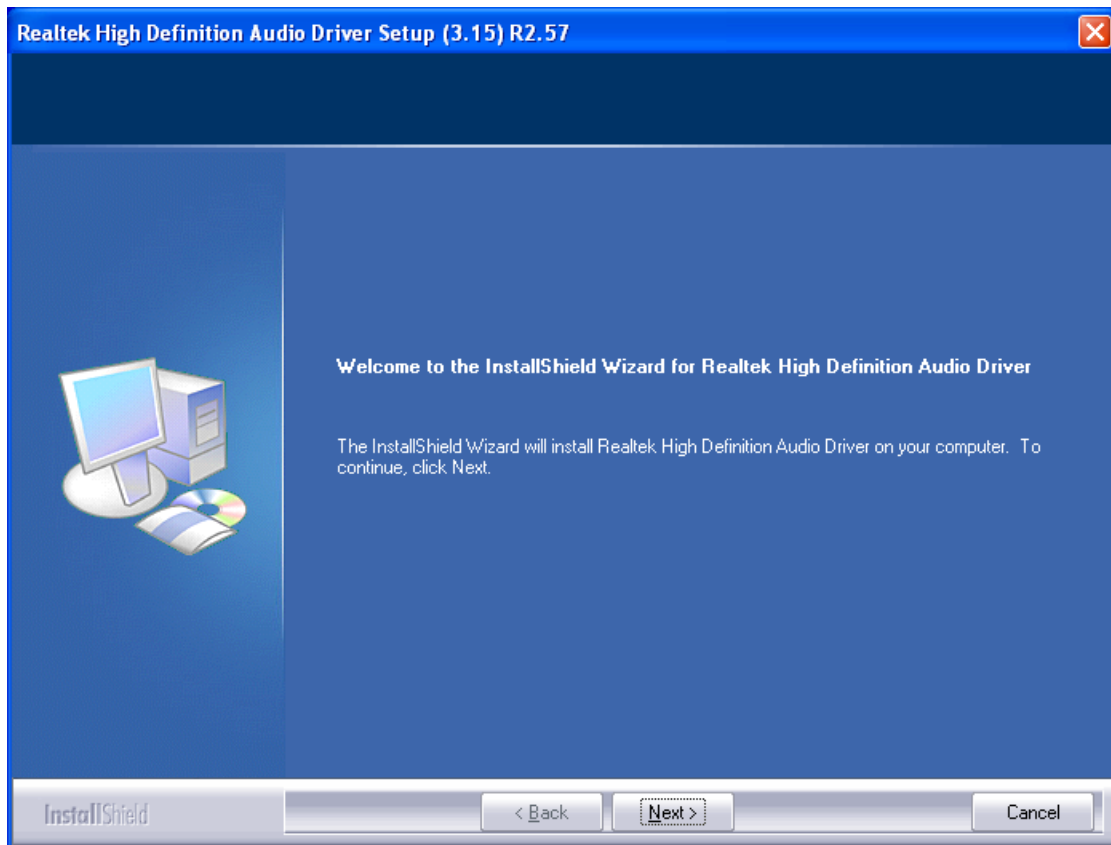 Realtek High Definition Audio Driver Setup (3.15) R2.57
Welcome to the InstallShield Wizard for Realtek High Definition Audio Driver
The InstallShield Wizard will install Realtek High Definition Audio Driver on your computer.  To
continue, click Next.
InstallShield
< Back
Next >
Cancel